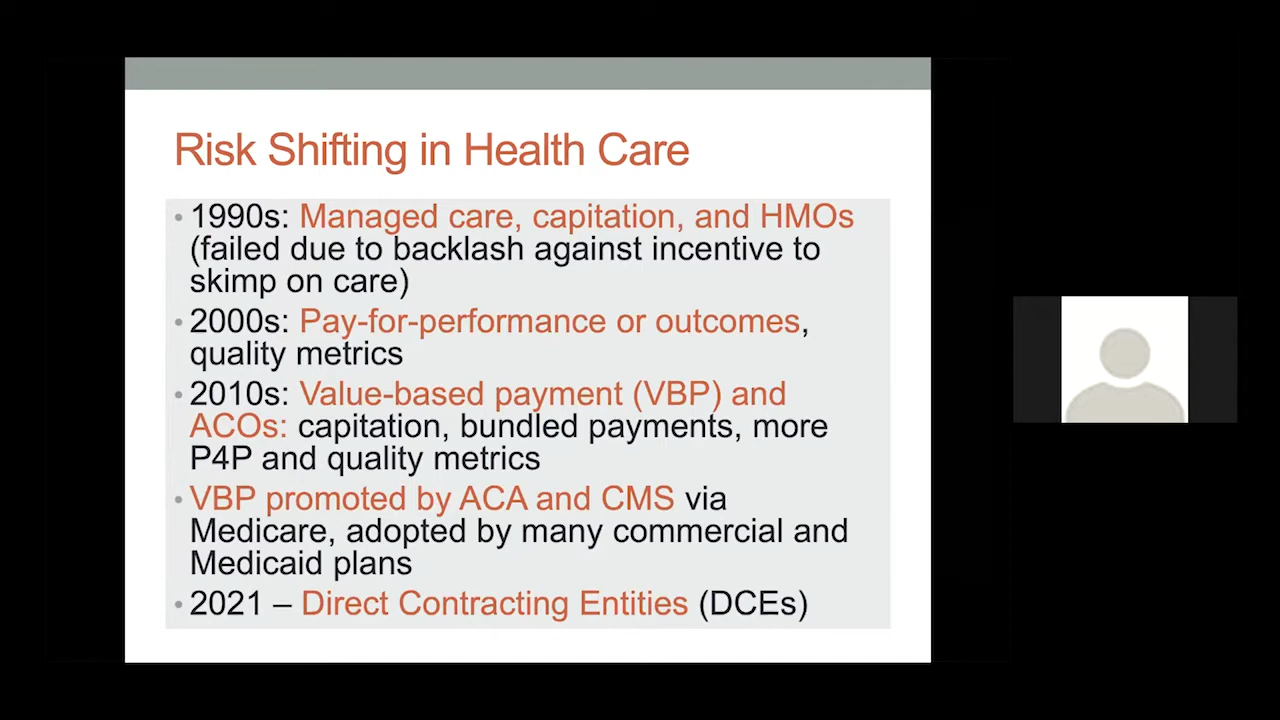 Risk Shifting in Health Care
• 1990s: Managed care, capitation, and HMOs
(failed due to backlash against incentive to
skimp on care)
• 2000s: Pay-for-performance or outcomes,
quality metrics
• 2010s: Value-based payment (VBP) and
ACOs: capitation, bundled payments, more
P4P and quality metrics
• VBP promoted by ACA and CMS via
Medicare, adopted by many commercial and
Medicaid plans
• 2021 – Direct Contracting Entities (DCEs)